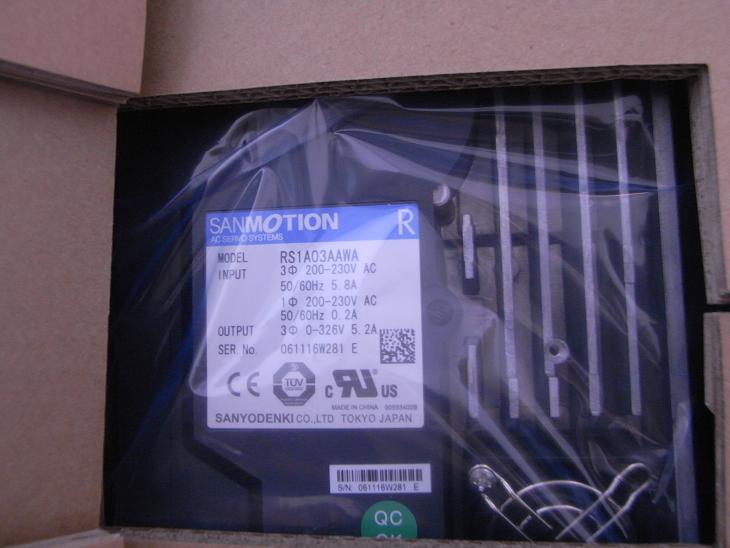 SANMOTION R
AC SERVO SYSTEMS
MODEL RS1A03AAWA
INPUT 3Φ 200-230V AC
50/60Hz 5.8A
1Φ 200-230V AC
50/60Hz 0.2A
OUTPUT 3Φ 0-326V 5.2A
SER. No. 061116W281 E
CE TÜV c RU US
MADE IN CHINA
SANYODENKI CO.,LTD TOKYO JAPAN
S/N: 061116W281 E
QC